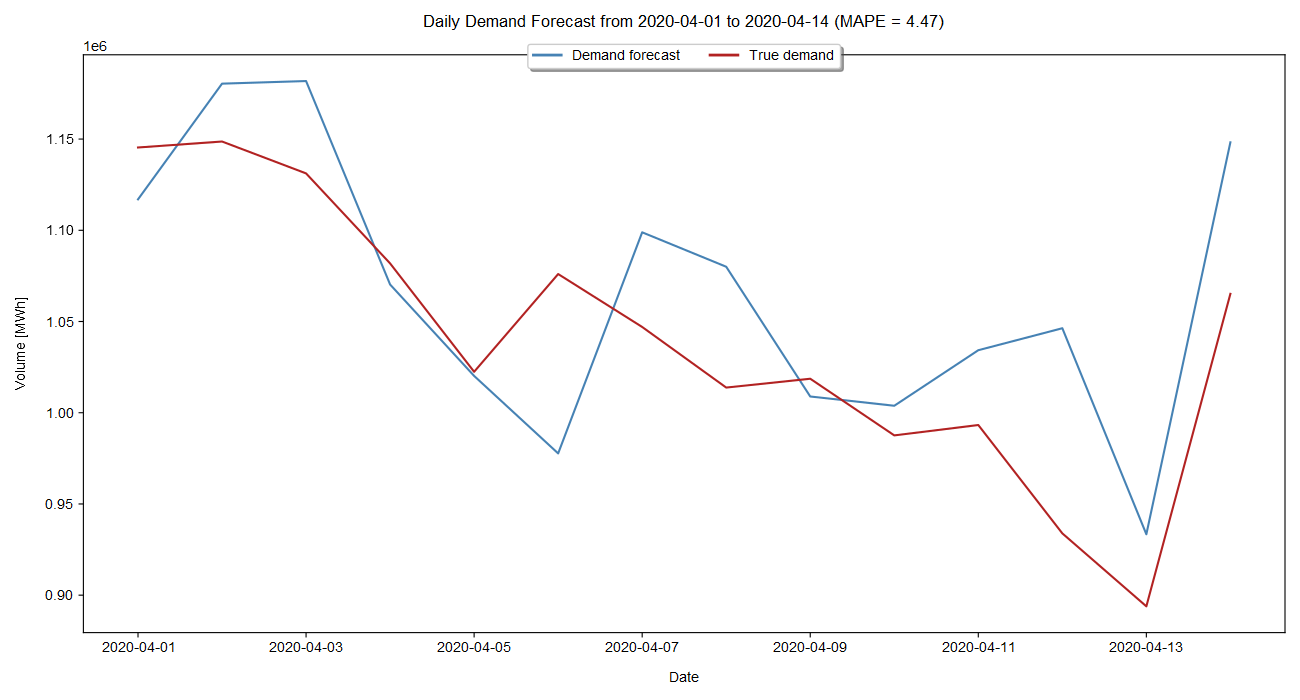 Daily Demand Forecast from 2020-04-01 to 2020-04-14 (MAPE = 4.47)
1e6
Demand forecast
True demand
1.15
1.10
1.05
1.00
0.95
0.90
Volume [MWh]
2020-04-01
2020-04-03
2020-04-05
2020-04-07
2020-04-09
2020-04-11
2020-04-13
Date